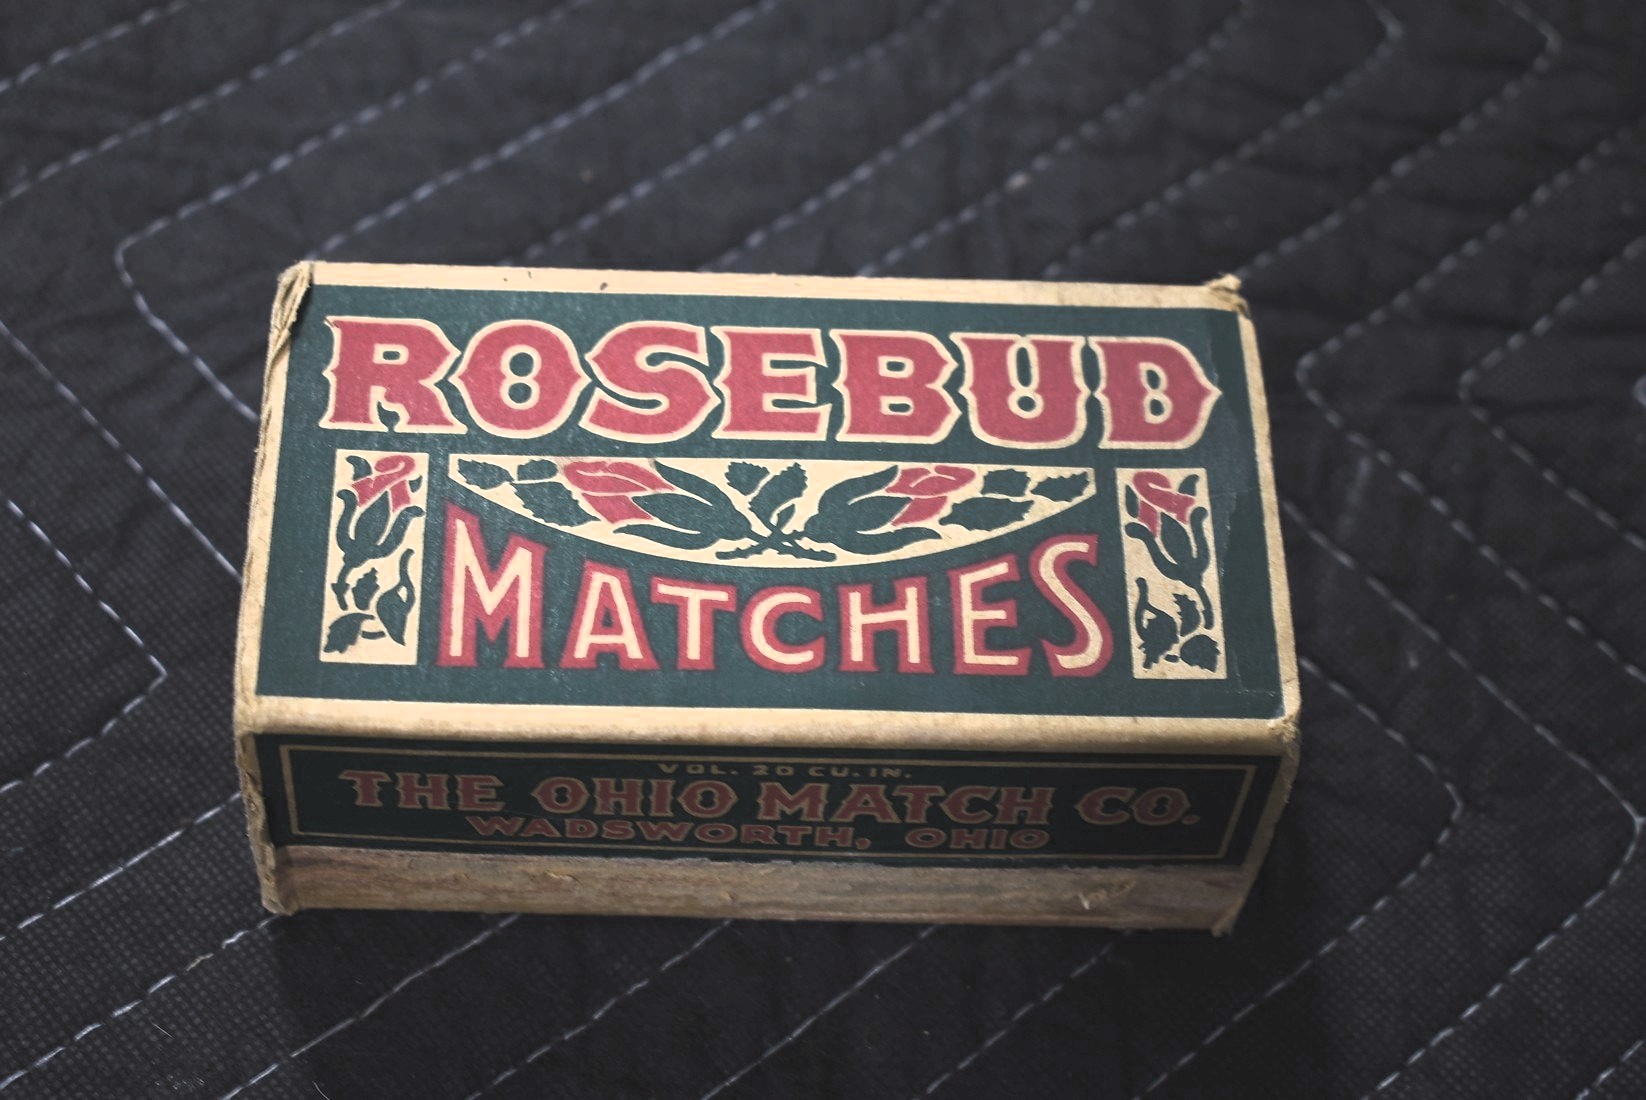 ROSEBUD
MATCHES
VOL. 20 CU. IN.
THE OHIO MATCH CO.
WADSWORTH, OHIO